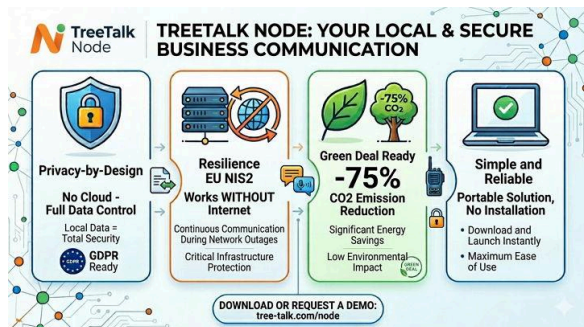 TreeTalk
Node
TREETALK NODE: YOUR LOCAL & SECURE
BUSINESS COMMUNICATION
Privacy-by-Design
No Cloud -
Full Data Control
Local Data =
Total Security
GDPR
GDPR
Ready
Resilience
EU NIS2
Works WITHOUT
Internet
Continuous Communication
During Network Outages
Critical Infrastructure
Protection
-75%
CO₂
Green Deal Ready
-75%
CO2 Emission
Reduction
Significant Energy
Savings
Low Environmental
Impact
GREEN
DEAL
Simple and
Reliable
Portable Solution,
No Installation
• Download and
Launch Instantly
• Maximum Ease
of Use
DOWNLOAD OR REQUEST A DEMO:
tree-talk.com/node